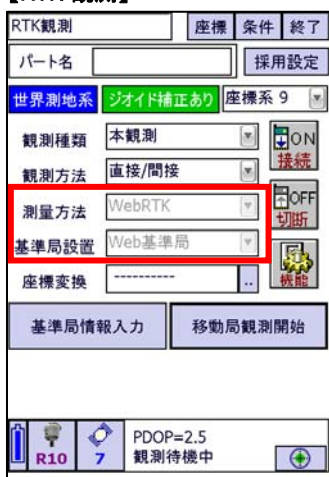 RTK観測 座標 条件 終了
パート名 採用設定
世界測地系 ジオイド補正あり 座標系 9
観測種類 本観測 ON 接続
観測方法 直接/間接
測量方法 WebRTK OFF 切断
基準局設置 Web基準局
座標変換 ---------- .. 機能
基準局情報入力 移動局観測開始
R10 7 PDOP=2.5
観測待機中